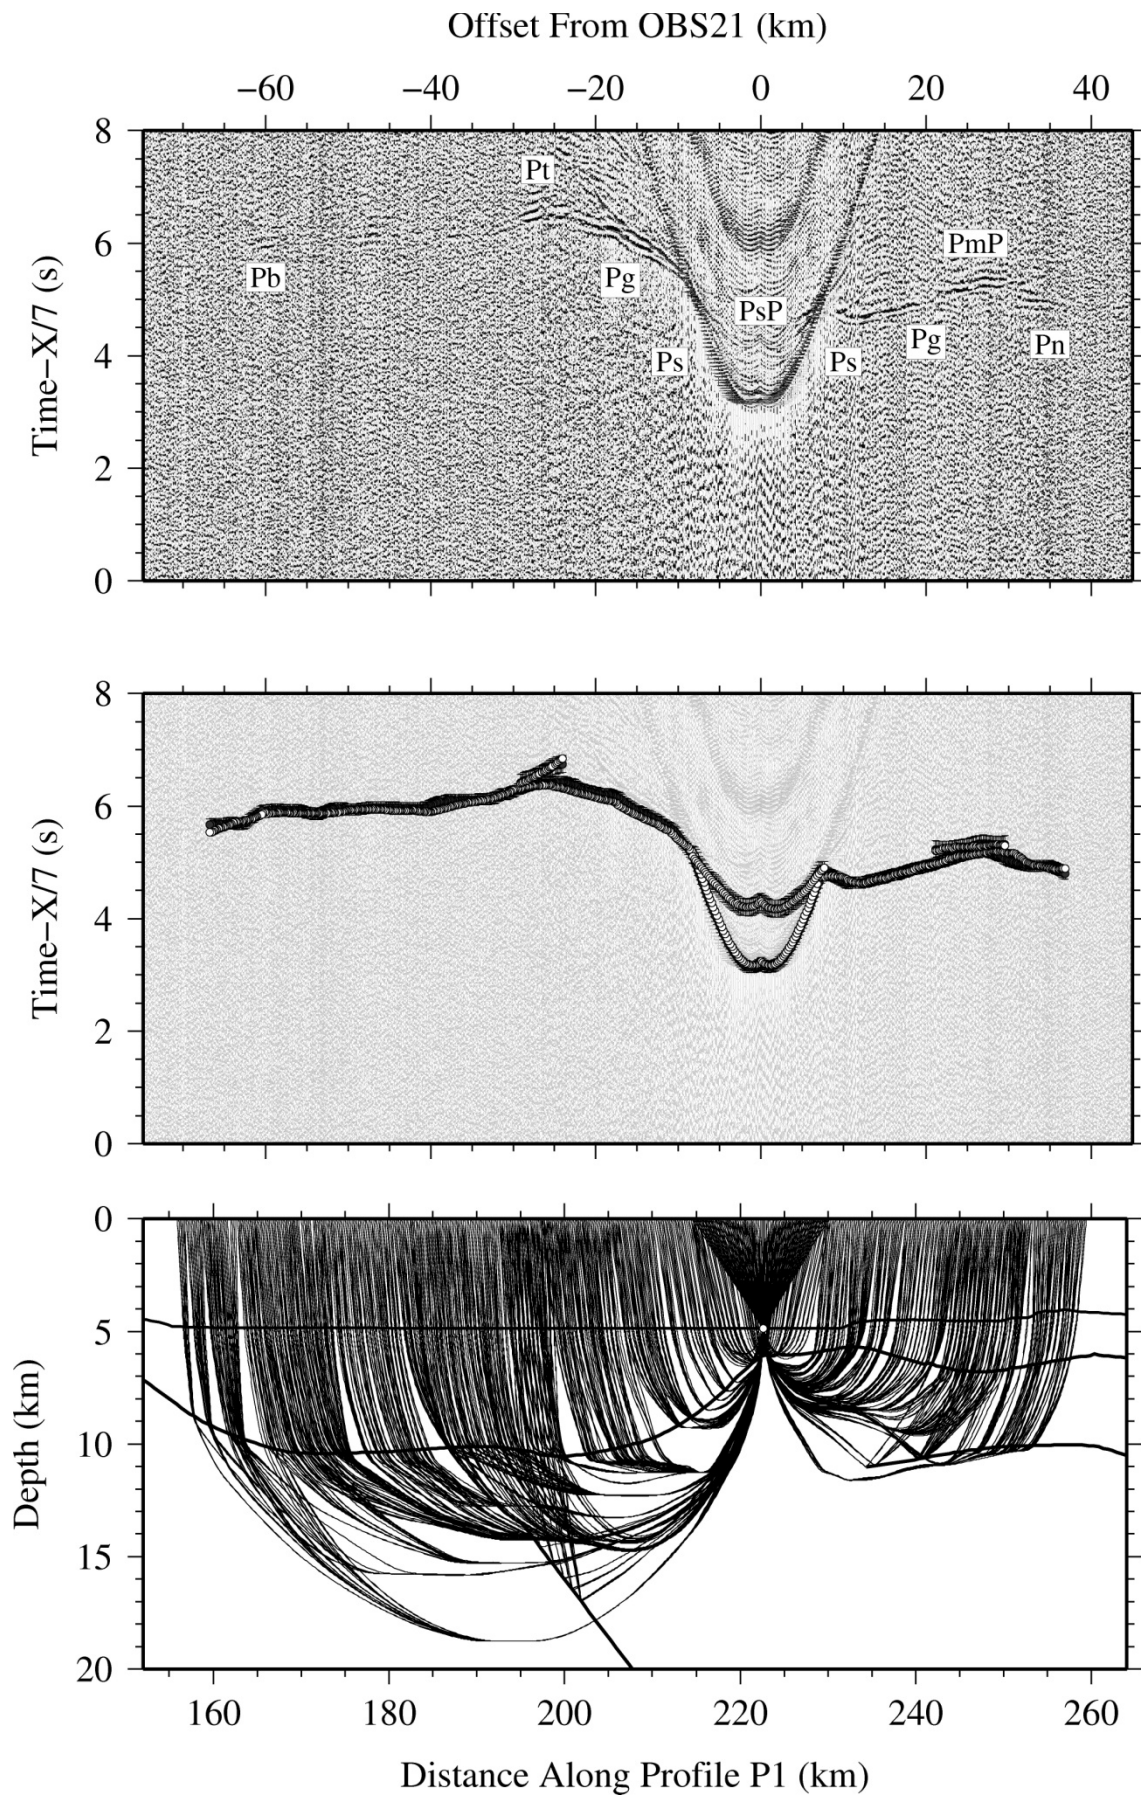 Offset From OBS21 (km)
−60 −40 −20 0 20 40
8
6
4
2
0
Time−X/7 (s)
Pt
PmP
Pb
Pg
PsP
Pg
Pn
Ps
Ps
8
6
4
2
0
Time−X/7 (s)
0
5
10
15
20
Depth (km)
160 180 200 220 240 260
Distance Along Profile P1 (km)